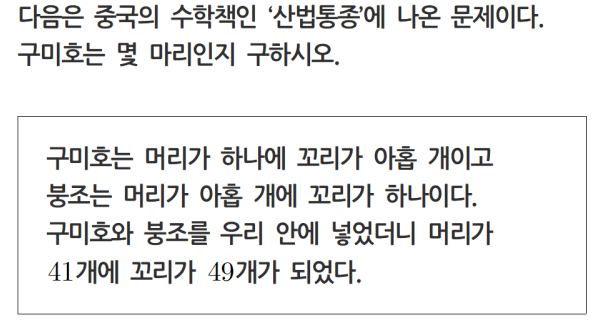 다음은 중국의 수학책인 ‘산법통종’에 나온 문제이다.
구미호는 몇 마리인지 구하시오.
구미호는 머리가 하나에 꼬리가 아홉 개이고
붕조는 머리가 아홉 개에 꼬리가 하나이다.
구미호와 붕조를 우리 안에 넣었더니 머리가
41개에 꼬리가 49개가 되었다.